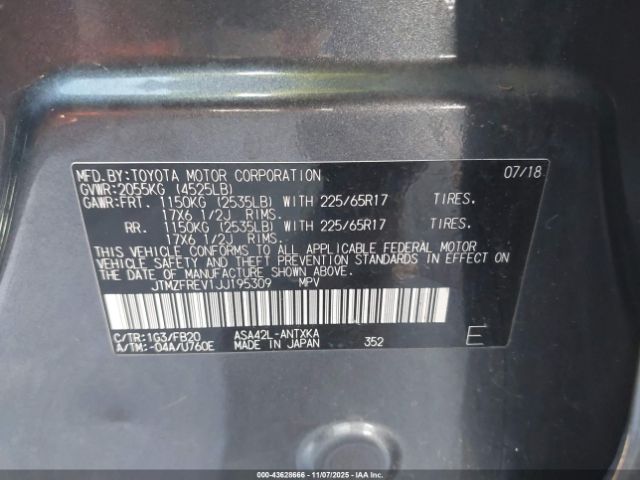 MFD.BY:TOYOTA MOTOR CORPORATION 07/18
GVWR:2055KG (4525LB)
GAWR:FRT. 1150KG (2535LB) WITH 225/65R17 TIRES.
17X6 1/2J RIMS.
RR. 1150KG (2535LB) WITH 225/65R17 TIRES.
17X6 1/2J RIMS.
THIS VEHICLE CONFORMS TO ALL APPLICABLE FEDERAL MOTOR
VEHICLE SAFETY AND THEFT PREVENTION STANDARDS IN EFFECT ON
THE DATE OF MANUFACTURE SHOWN ABOVE.
JTMZFREV1JJ195309 MPV
C/TR:1G3/FB20 ASA42L-ANTXKA E
A/TM:-04A/U760E MADE IN JAPAN 352
000-43628666 - 11/07/2025 - IAAI.COM